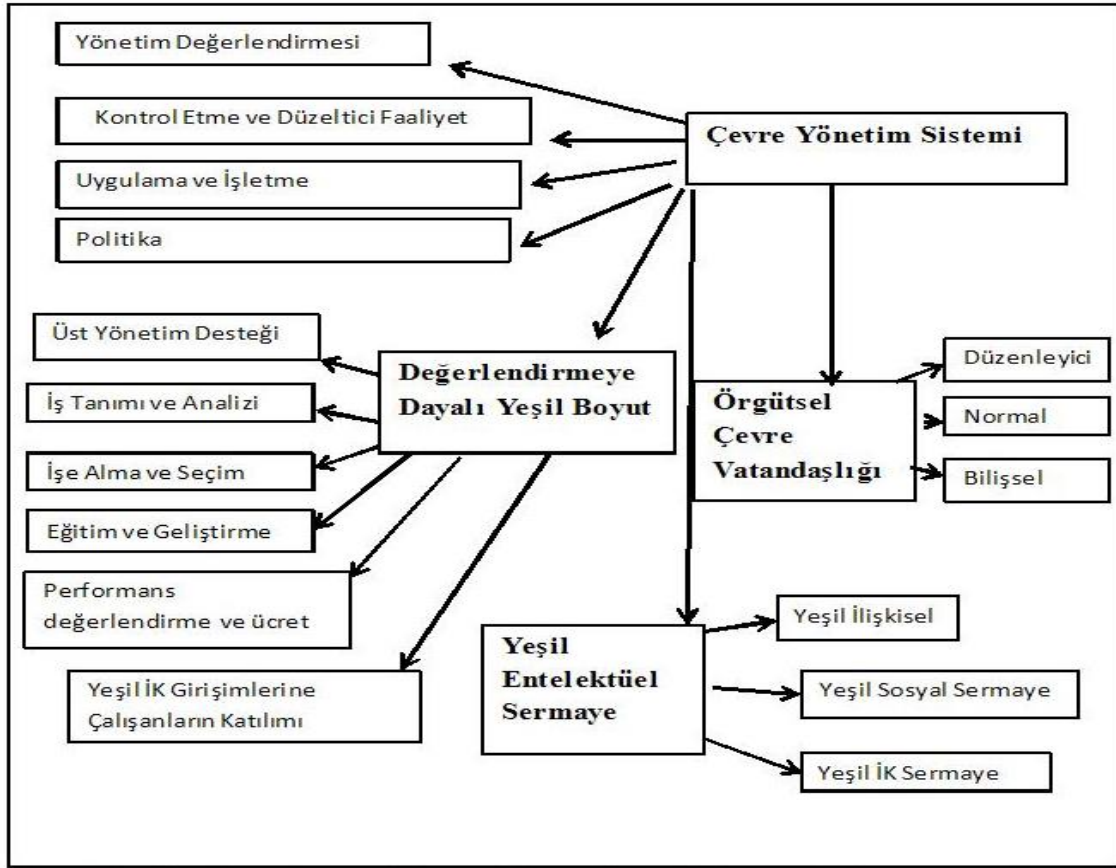 Yönetim Değerlendirmesi
Kontrol Etme ve Düzeltici Faaliyet
Çevre Yönetim Sistemi
Uygulama ve İşletme
Politika
Üst Yönetim Desteği
İş Tanımı ve Analizi
İşe Alma ve Seçim
Eğitim ve Geliştirme
Performans
değerlendirme ve ücret
Yeşil İK Girişimlerine
Çalışanların Katılımı
Değerlendirmeye
Dayalı Yeşil Boyut
Örgütsel
Çevre
Vatandaşlığı
Düzenleyici
Normal
Bilişsel
Yeşil
Entelektüel
Sermaye
Yeşil İlişkisel
Yeşil Sosyal Sermaye
Yeşil İK Sermaye